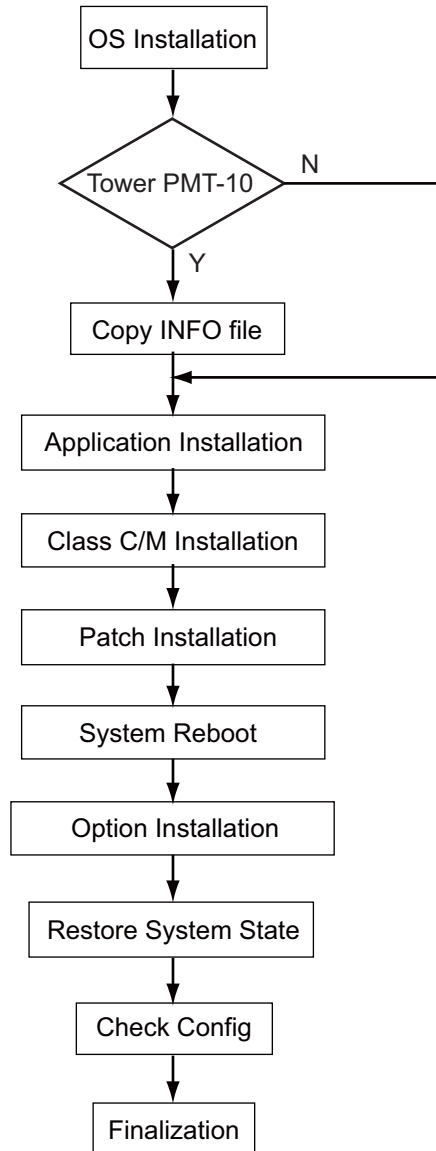 OS Installation
Tower PMT-10
N
Y
Copy INFO file
Application Installation
Class C/M Installation
Patch Installation
System Reboot
Option Installation
Restore System State
Check Config
Finalization